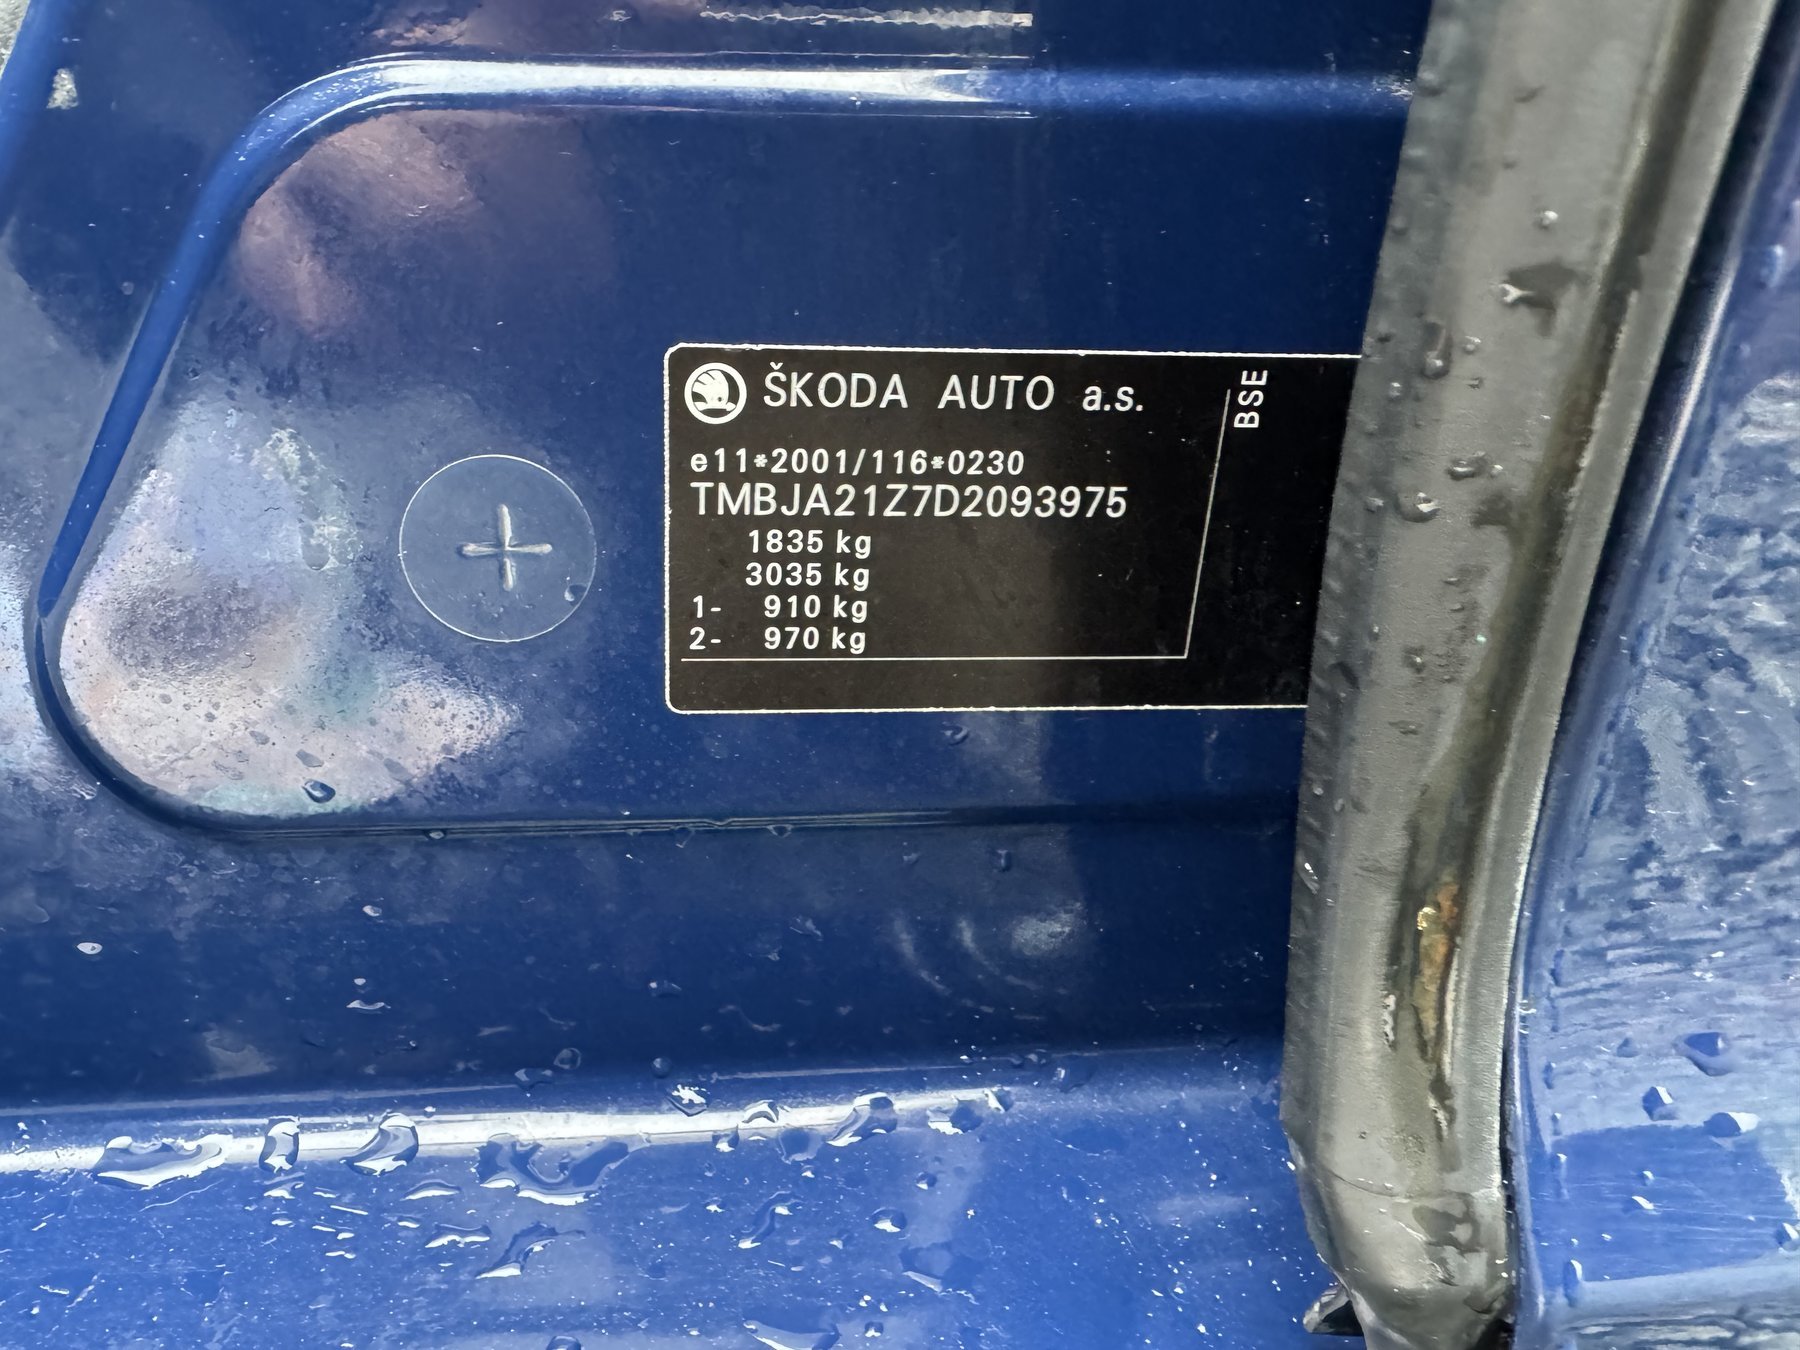 ŠKODA AUTO a.s.
BSE
e11*2001/116*0230
TMBJA21Z7D2093975
1835 kg
3035 kg
1- 910 kg
2- 970 kg